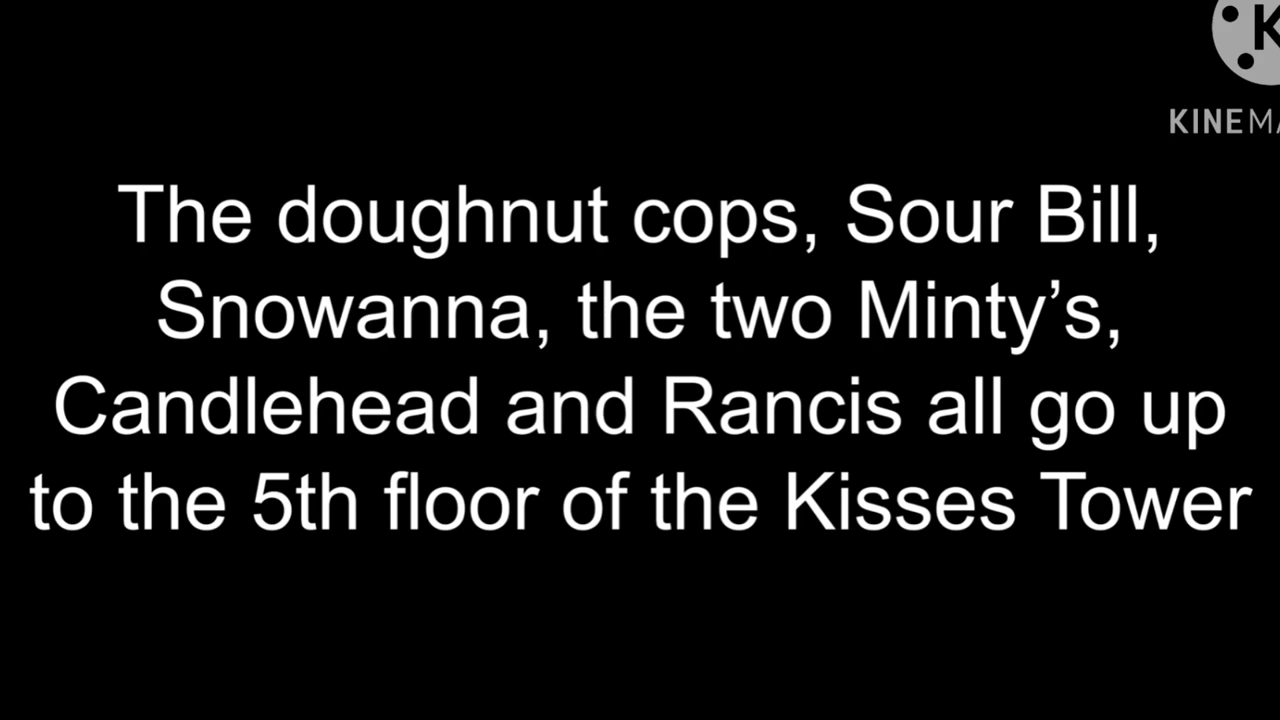 K
KINEMA
The doughnut cops, Sour Bill,
Snowanna, the two Minty’s,
Candlehead and Rancis all go up
to the 5th floor of the Kisses Tower